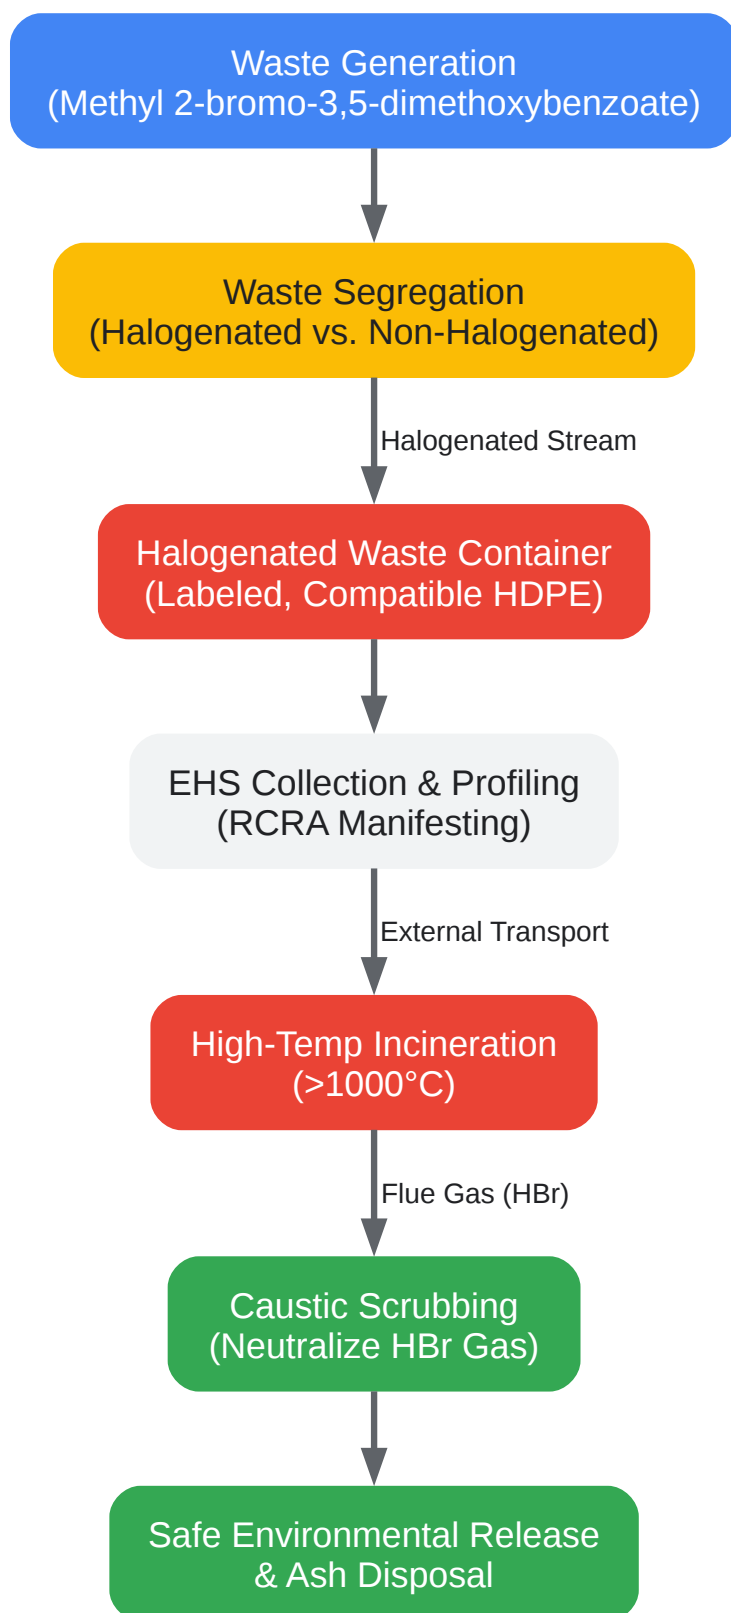 Waste Generation
(Methyl 2-bromo-3,5-dimethoxybenzoate)
Waste Segregation
(Halogenated vs. Non-Halogenated)
Halogenated Stream
Halogenated Waste Container
(Labeled, Compatible HDPE)
EHS Collection & Profiling
(RCRA Manifesting)
External Transport
High-Temp Incineration
(>1000°C)
Flue Gas (HBr)
Caustic Scrubbing
(Neutralize HBr Gas)
Safe Environmental Release
& Ash Disposal